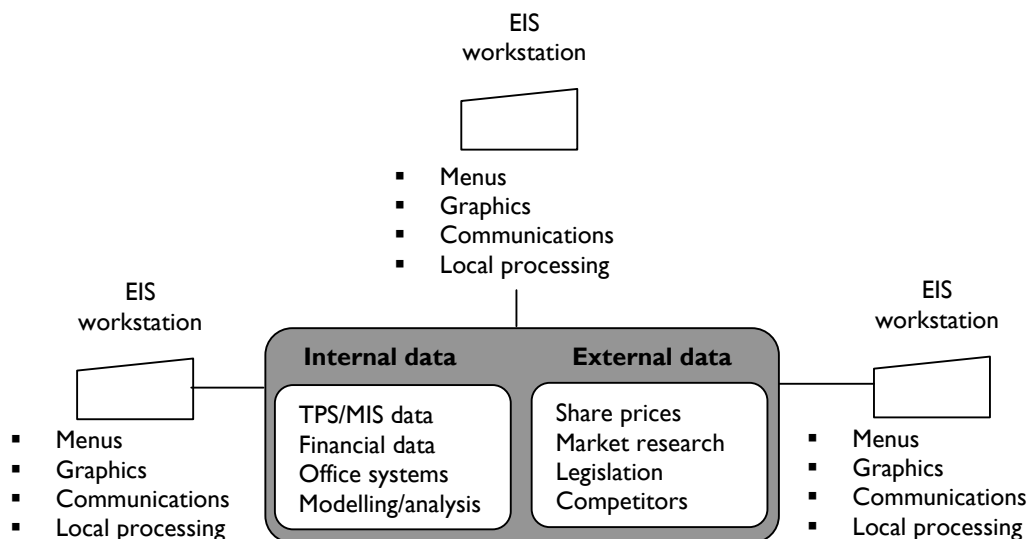 EIS
workstation
▪ Menus
▪ Graphics
▪ Communications
▪ Local processing
EIS
workstation
▪ Menus
▪ Graphics
▪ Communications
▪ Local processing
Internal data
TPS/MIS data
Financial data
Office systems
Modelling/analysis
External data
Share prices
Market research
Legislation
Competitors
EIS
workstation
▪ Menus
▪ Graphics
▪ Communications
▪ Local processing